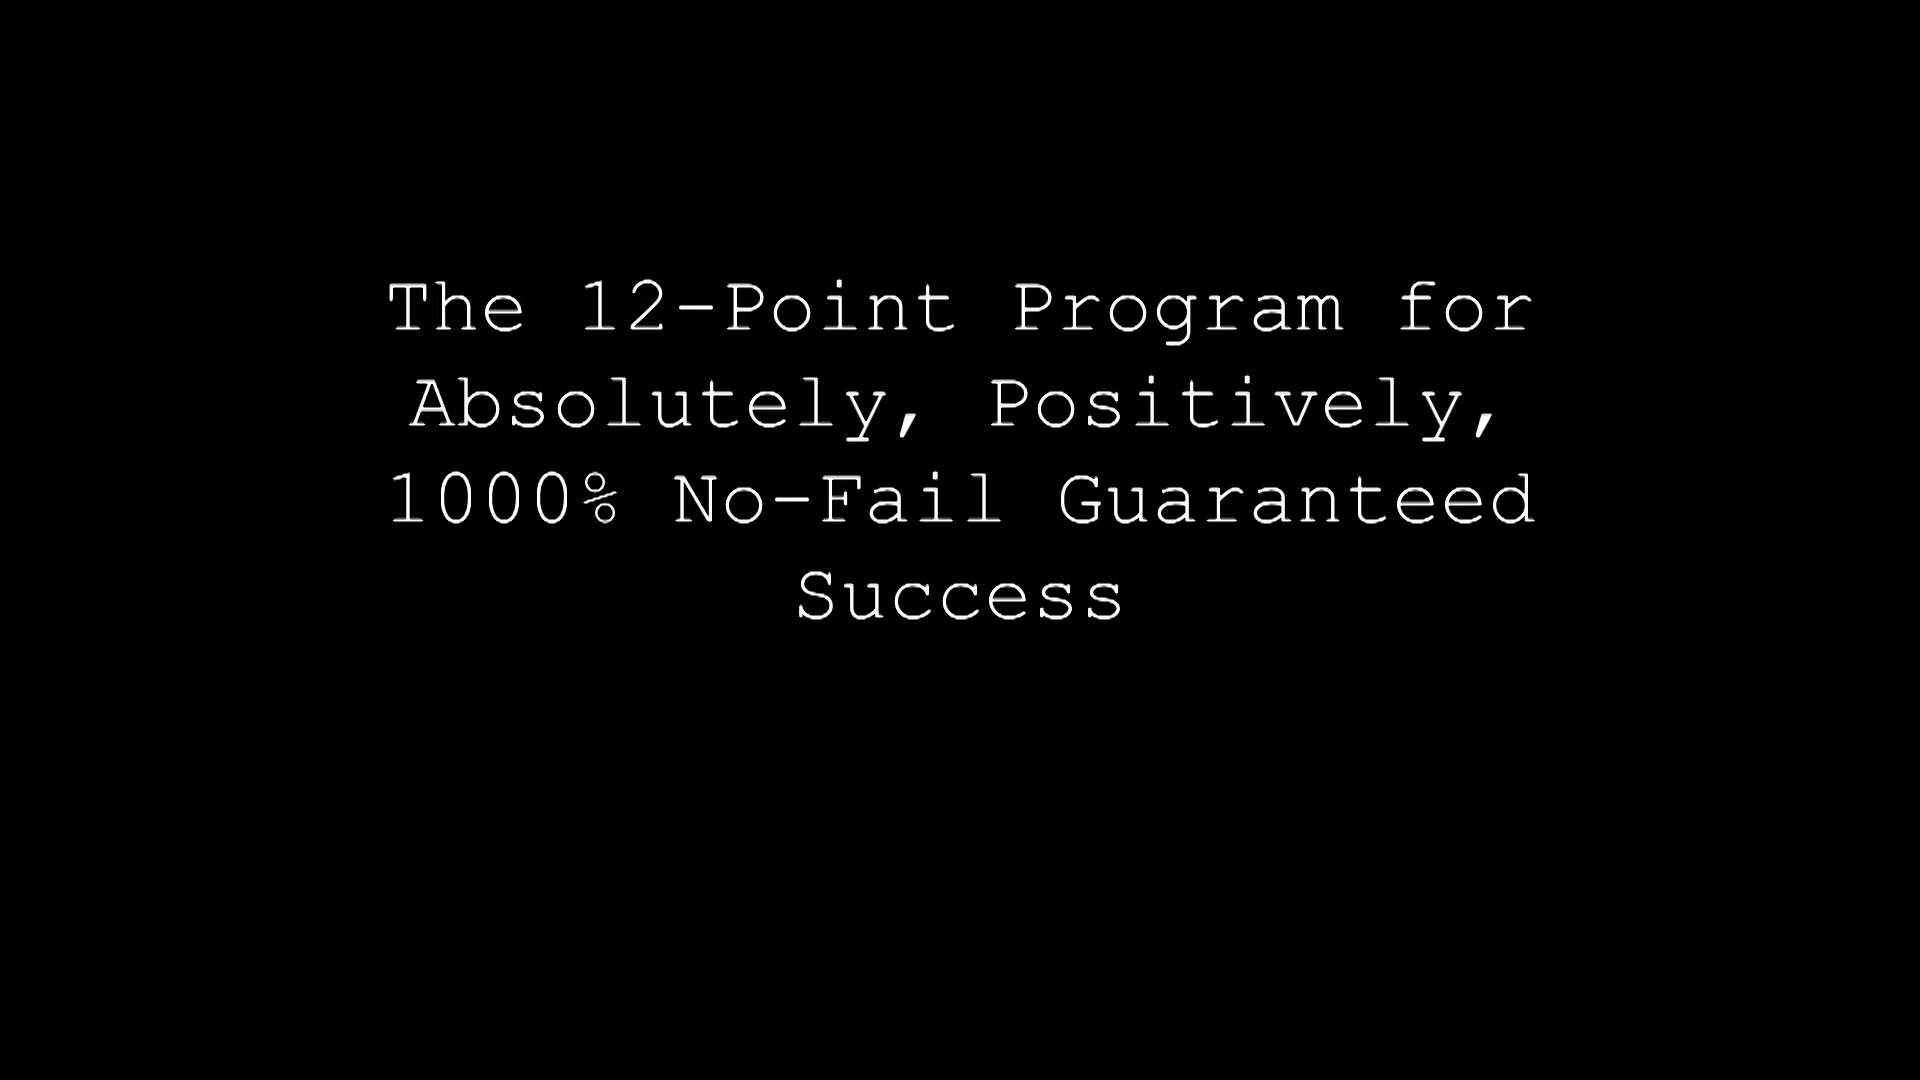 The 12-Point Program for
Absolutely, Positively,
1000% No-Fail Guaranteed
Success